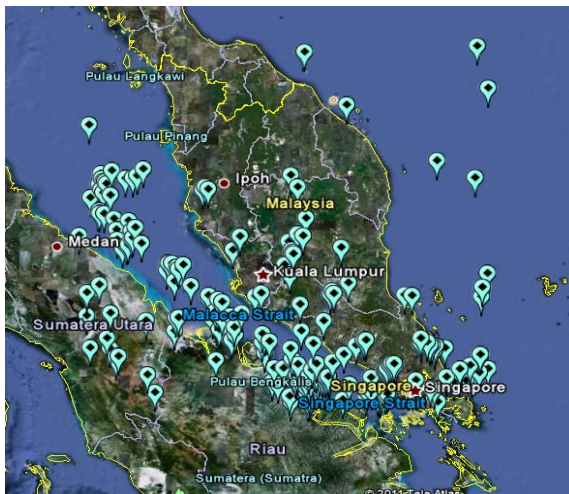 Pulau Langkawi
Pulau Pinang
Ipoh
Malaysia
Medan
Kuala Lumpur
Sumatera Utara
Malacca Strait
Pulau Bengkalis
Singapore
Singapore
Singapore Strait
Riau
Sumatera (Sumatra)
© 2011 Tele Atlas